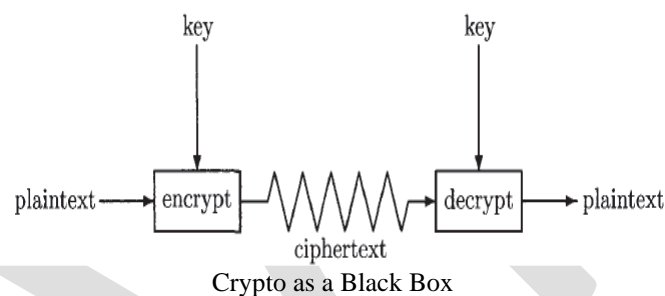 key key
plaintext encrypt decrypt plaintext
ciphertext
Crypto as a Black Box